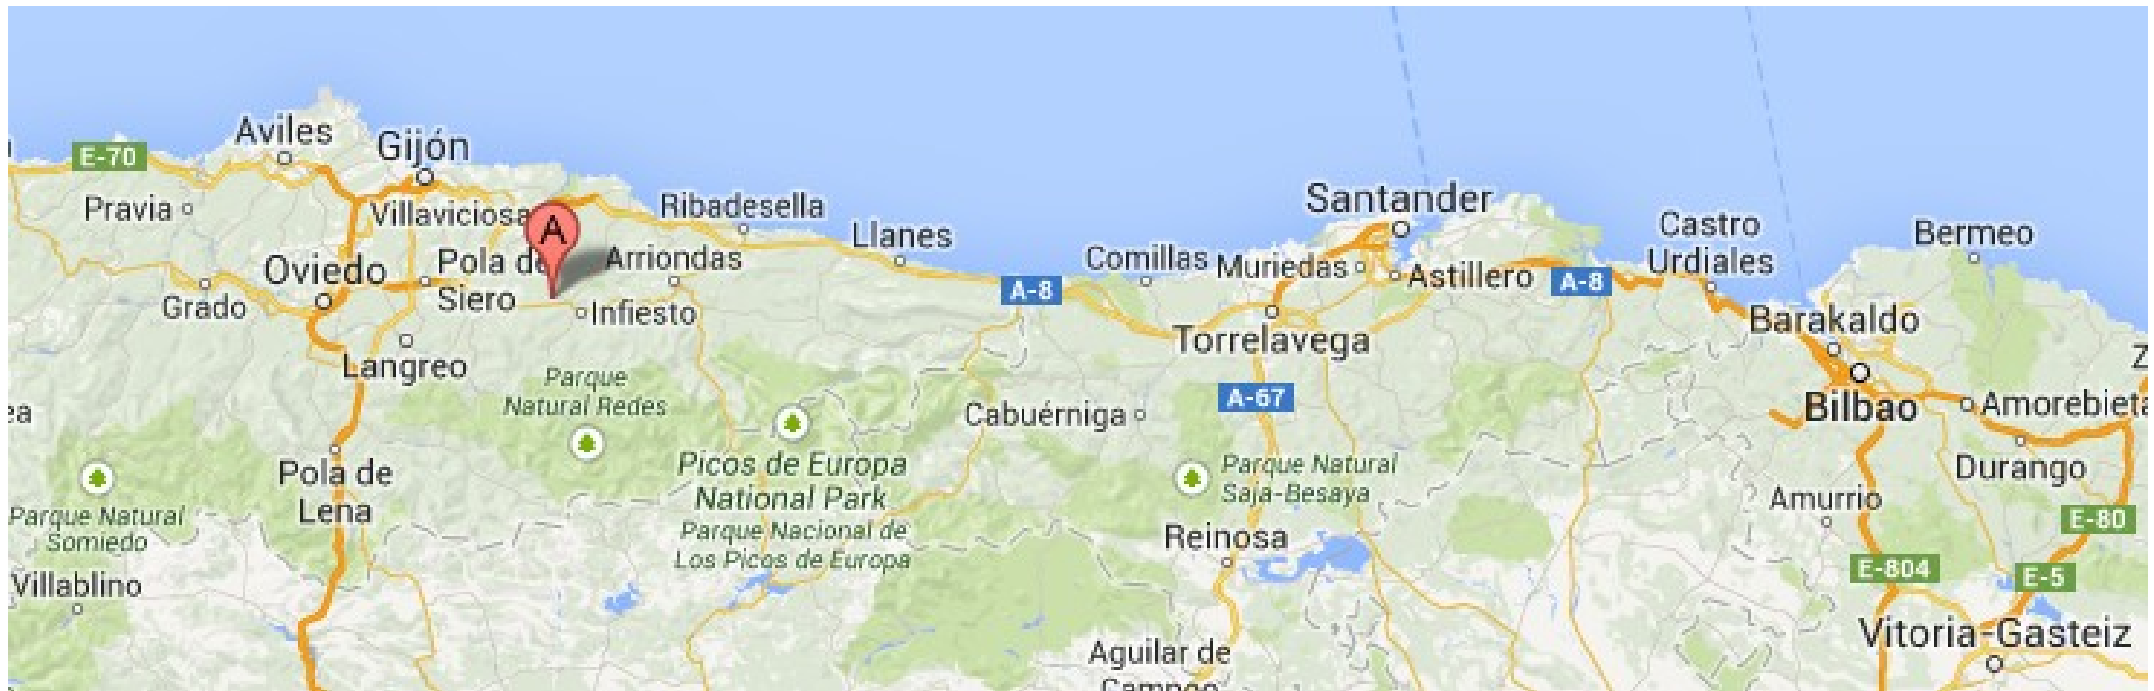 Aviles
Gijón
E-70
Pravia
Villaviciosa
A
Ribadesella
Llanes
Santander
Castro
Urdiales
Bermeo
Oviedo
Pola de
Siero
Arriondas
Comillas
Muriedas
Astillero
A-8
A-8
Grado
Infiesto
Langreo
Torrelavega
Barakaldo
Bilbao
Parque
Natural Redes
A-67
Cabuérniga
Amorebieta
Picos de Europa
National Park
Parque Nacional de
Los Picos de Europa
Parque Natural
Saja-Besaya
Pola de
Lena
Durango
Amurrio
Parque Natural
Somiedo
Reinosa
E-80
Villablino
E-804
E-5
Vitoria-Gasteiz
Aguilar de
Campoo